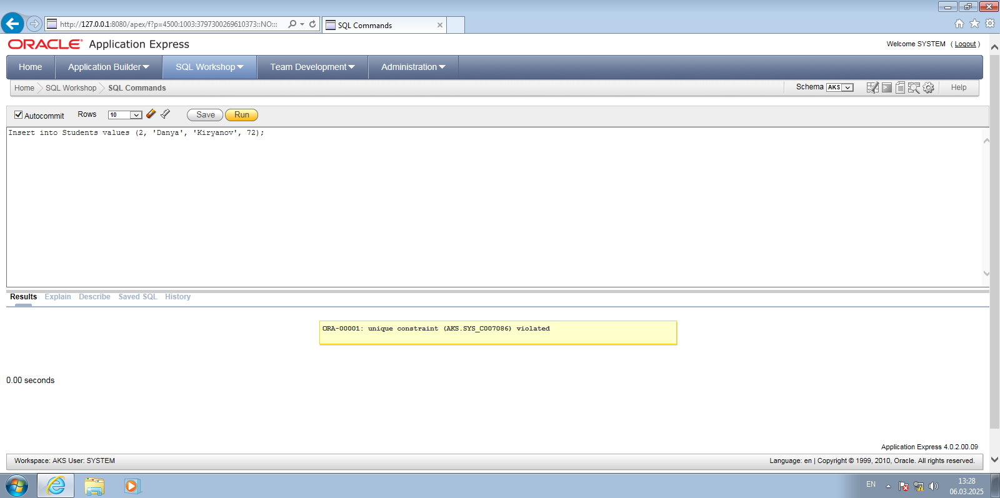 http://127.0.0.1:8080/apex/f?p=4500:1003:3797300269610373::NO:::
SQL Commands
ORACLE® Application Express
Welcome SYSTEM ( Logout )
Home Application Builder SQL Workshop Team Development Administration
Home SQL Workshop SQL Commands
Schema AKS Help
Autocommit Rows 10 Save Run
Insert into Students values (2, 'Danya', 'Kiryanov', 72);
Results Explain Describe Saved SQL History
ORA-00001: unique constraint (AKS.SYS_C007086) violated
0.00 seconds
Application Express 4.0.2.00.09
Workspace: AKS User: SYSTEM
Language: en | Copyright © 1999, 2010, Oracle. All rights reserved.
EN
13:28
06.03.2025